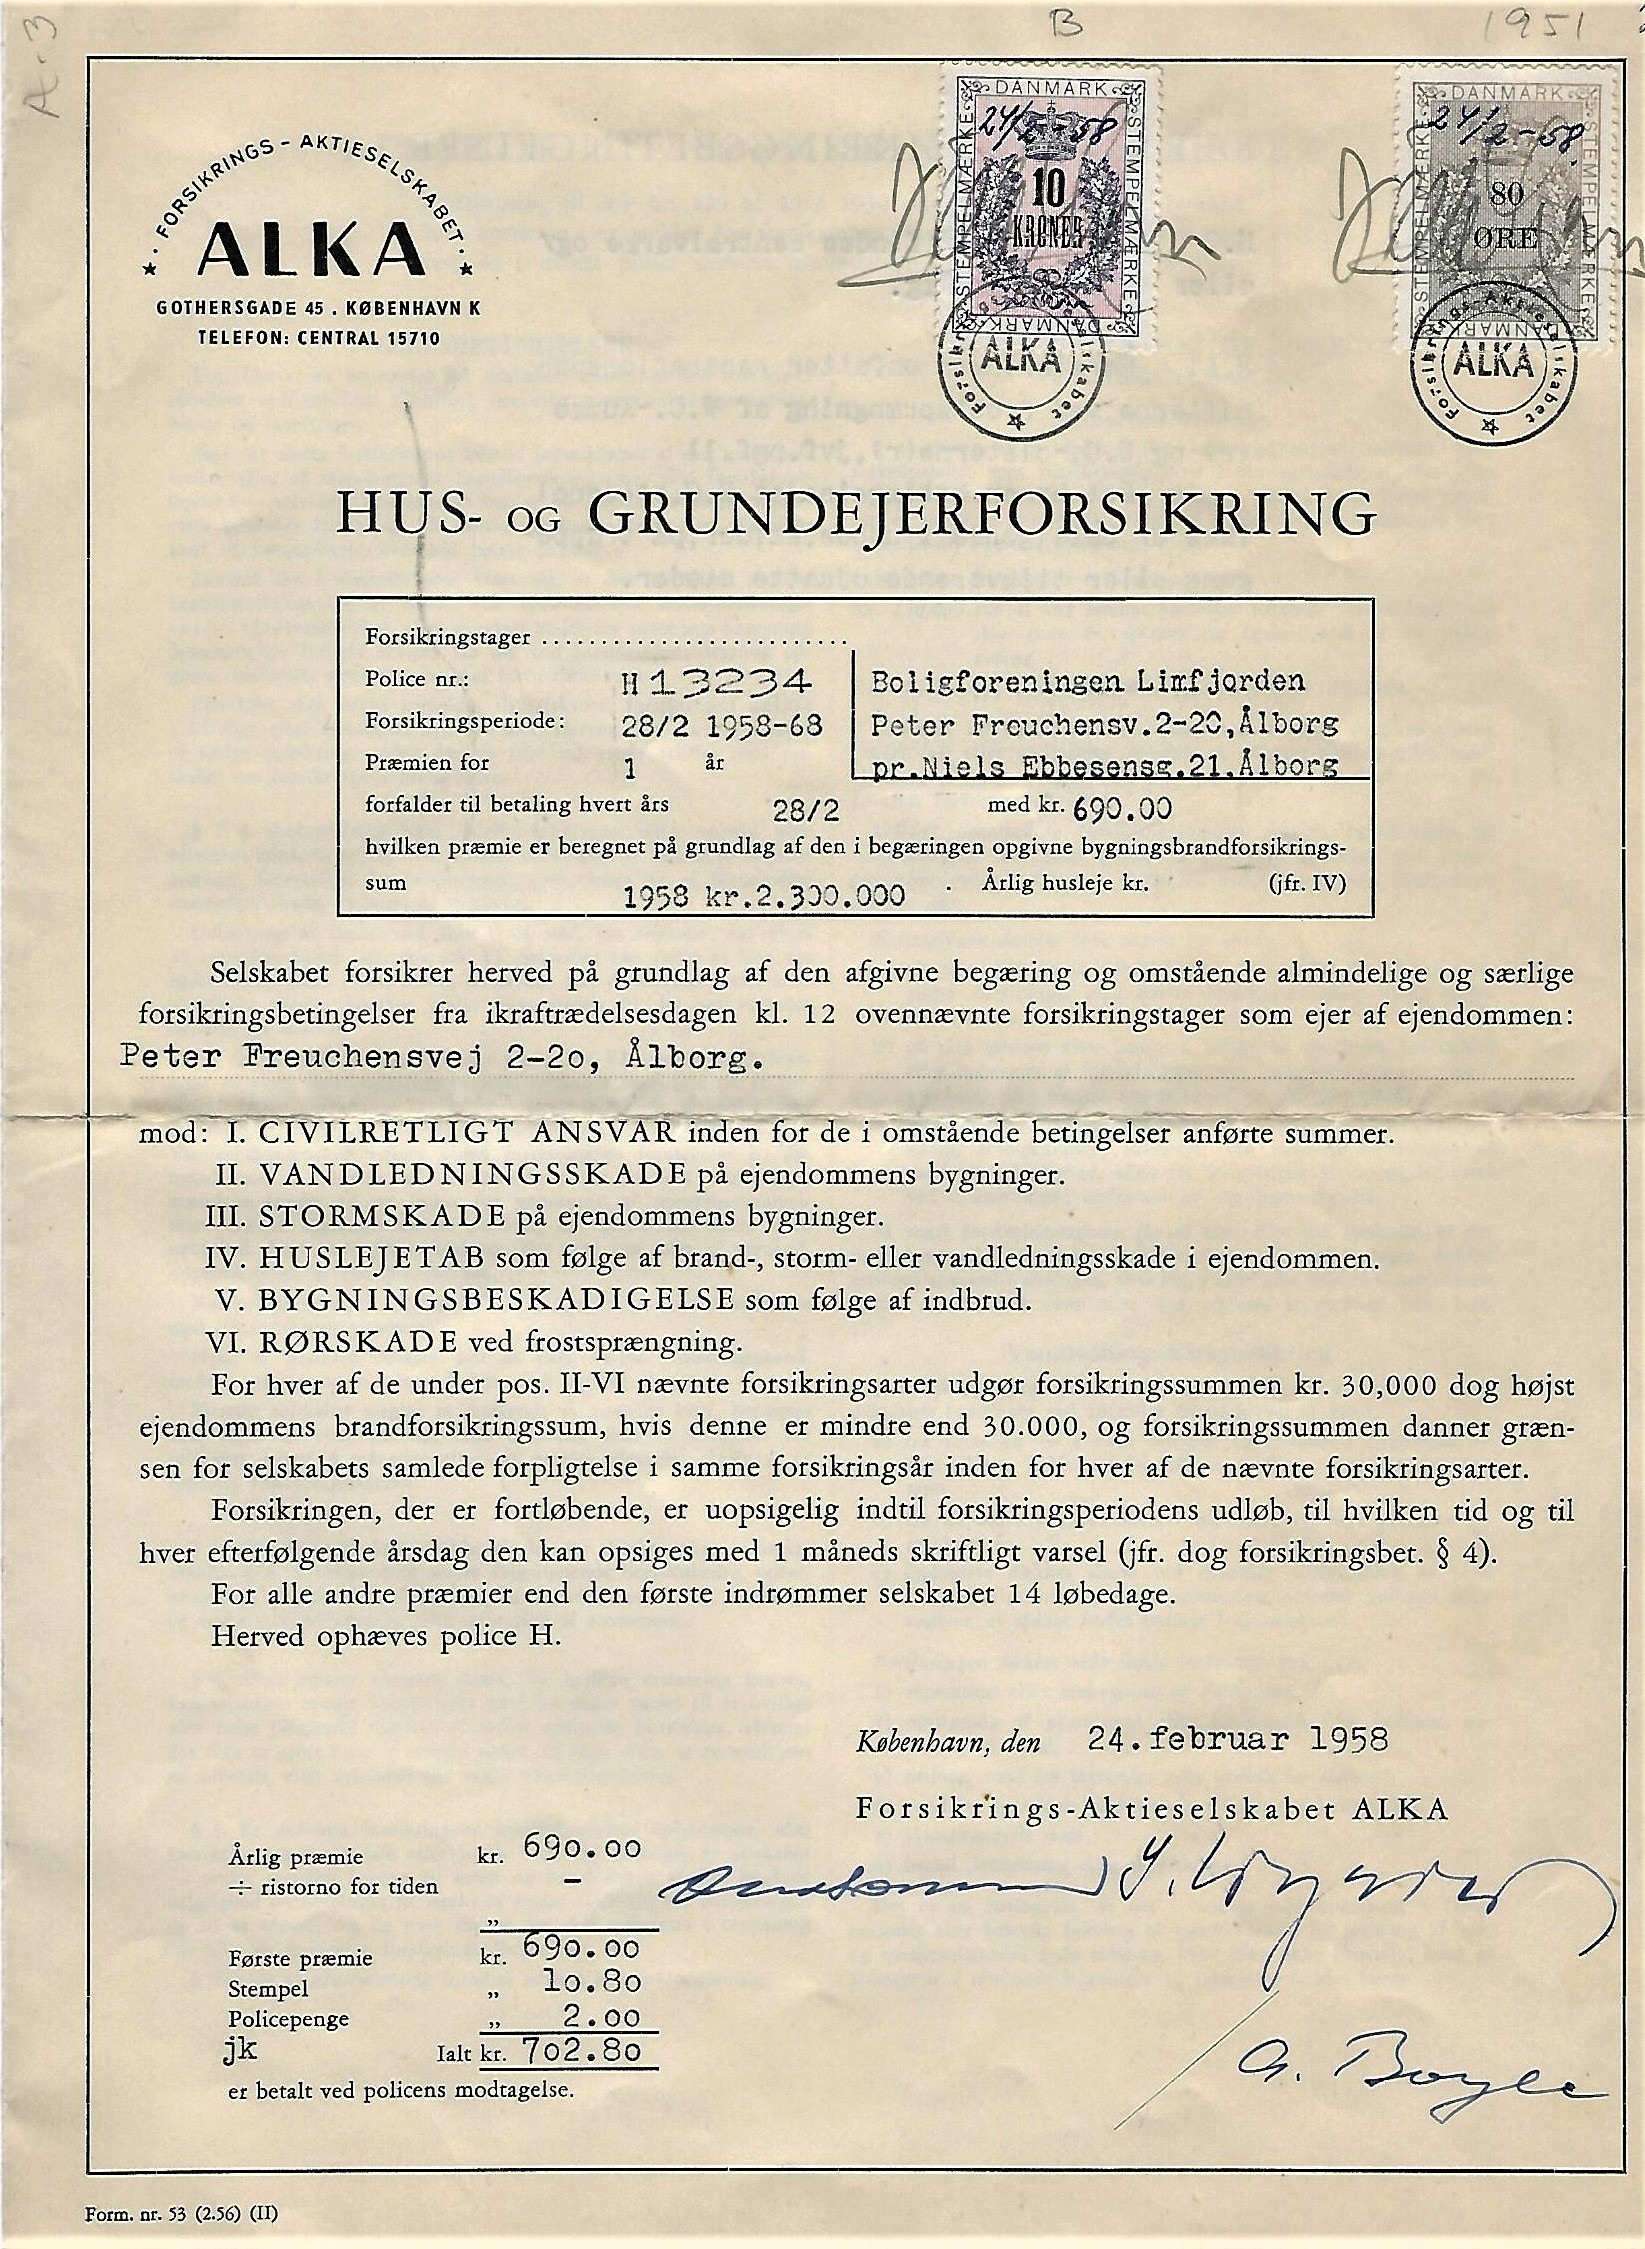 A-3
B
1951
FORSIKRINGS-AKTIESELSKABET
ALKA
GOTHERSGADE 45 . KØBENHAVN K
TELEFON: CENTRAL 15710
DANMARK
STEMPELMÆRKE
24/2-58
10
KRONER
STEMPELMÆRKE
DANMARK
Forsikrings-Aktieselskabet
ALKA
DANMARK
STEMPELMÆRKE
24/2-58.
80
ØRE
STEMPELMÆRKE
DANMARK
Forsikrings-Aktieselskabet
ALKA
HUS- OG GRUNDEJERFORSIKRING
Forsikringstager ..........................
Police nr.: H 13234 Boligforeningen Limfjorden
Forsikringsperiode: 28/2 1958-68 Peter Freuchensv.2-20,Ålborg
Præmien for 1 år pr.Niels Ebbesensg.21,Ålborg
forfalder til betaling hvert års 28/2 med kr. 690.00
hvilken præmie er beregnet på grundlag af den i begæringen opgivne bygningsbrandforsikrings-
sum 1958 kr.2.300.000 . Årlig husleje kr. (jfr. IV)
Selskabet forsikrer herved på grundlag af den afgivne begæring og omstående almindelige og særlige
forsikringsbetingelser fra ikraftrædelsesdagen kl. 12 ovennævnte forsikringstager som ejer af ejendommen:
Peter Freuchensvej 2-2o, Ålborg.
mod: I. CIVILRETLIGT ANSVAR inden for de i omstående betingelser anførte summer.
II. VANDLEDNINGSSKADE på ejendommens bygninger.
III. STORMSKADE på ejendommens bygninger.
IV. HUSLEJETAB som følge af brand-, storm- eller vandledningsskade i ejendommen.
V. BYGNINGSBESKADIGELSE som følge af indbrud.
VI. RØRSKADE ved frostsprængning.
For hver af de under pos. II-VI nævnte forsikringsarter udgør forsikringssummen kr. 30,000 dog højst
ejendommens brandforsikringssum, hvis denne er mindre end 30.000, og forsikringssummen danner græn-
sen for selskabets samlede forpligtelse i samme forsikringsår inden for hver af de nævnte forsikringsarter.
Forsikringen, der er fortløbende, er uopsigelig indtil forsikringsperiodens udløb, til hvilken tid og til
hver efterfølgende årsdag den kan opsiges med 1 måneds skriftligt varsel (jfr. dog forsikringsbet. § 4).
For alle andre præmier end den første indrømmer selskabet 14 løbedage.
Herved ophæves police H.
København, den 24.februar 1958
Forsikrings-Aktieselskabet ALKA
Årlig præmie kr. 690.00
÷ ristorno for tiden -
„
Første præmie kr. 690.00
Stempel „ 1o.8o
Policepenge „ 2.00
jk Ialt kr. 7o2.8o
er betalt ved policens modtagelse.
Form. nr. 53 (2.56) (II)